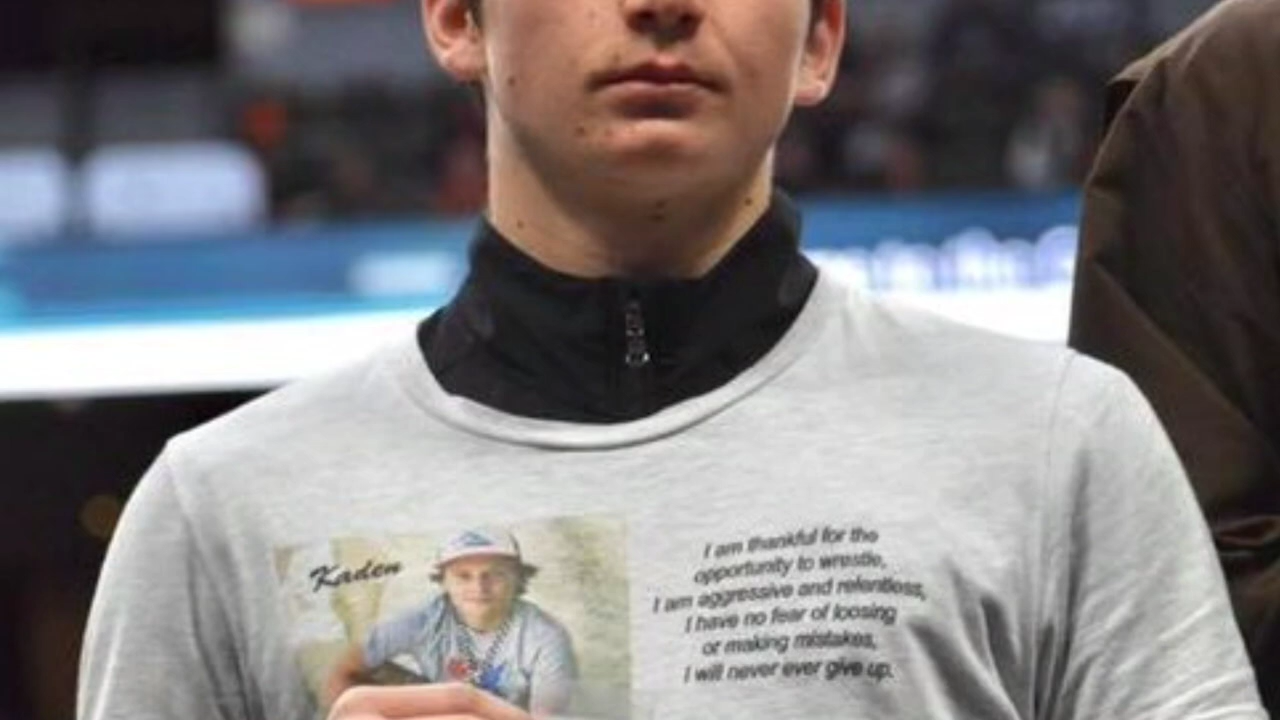 Kaden
I am thankful for the
opportunity to wrestle,
I am aggressive and relentless,
I have no fear of loosing
or making mistakes,
I will never ever give up.